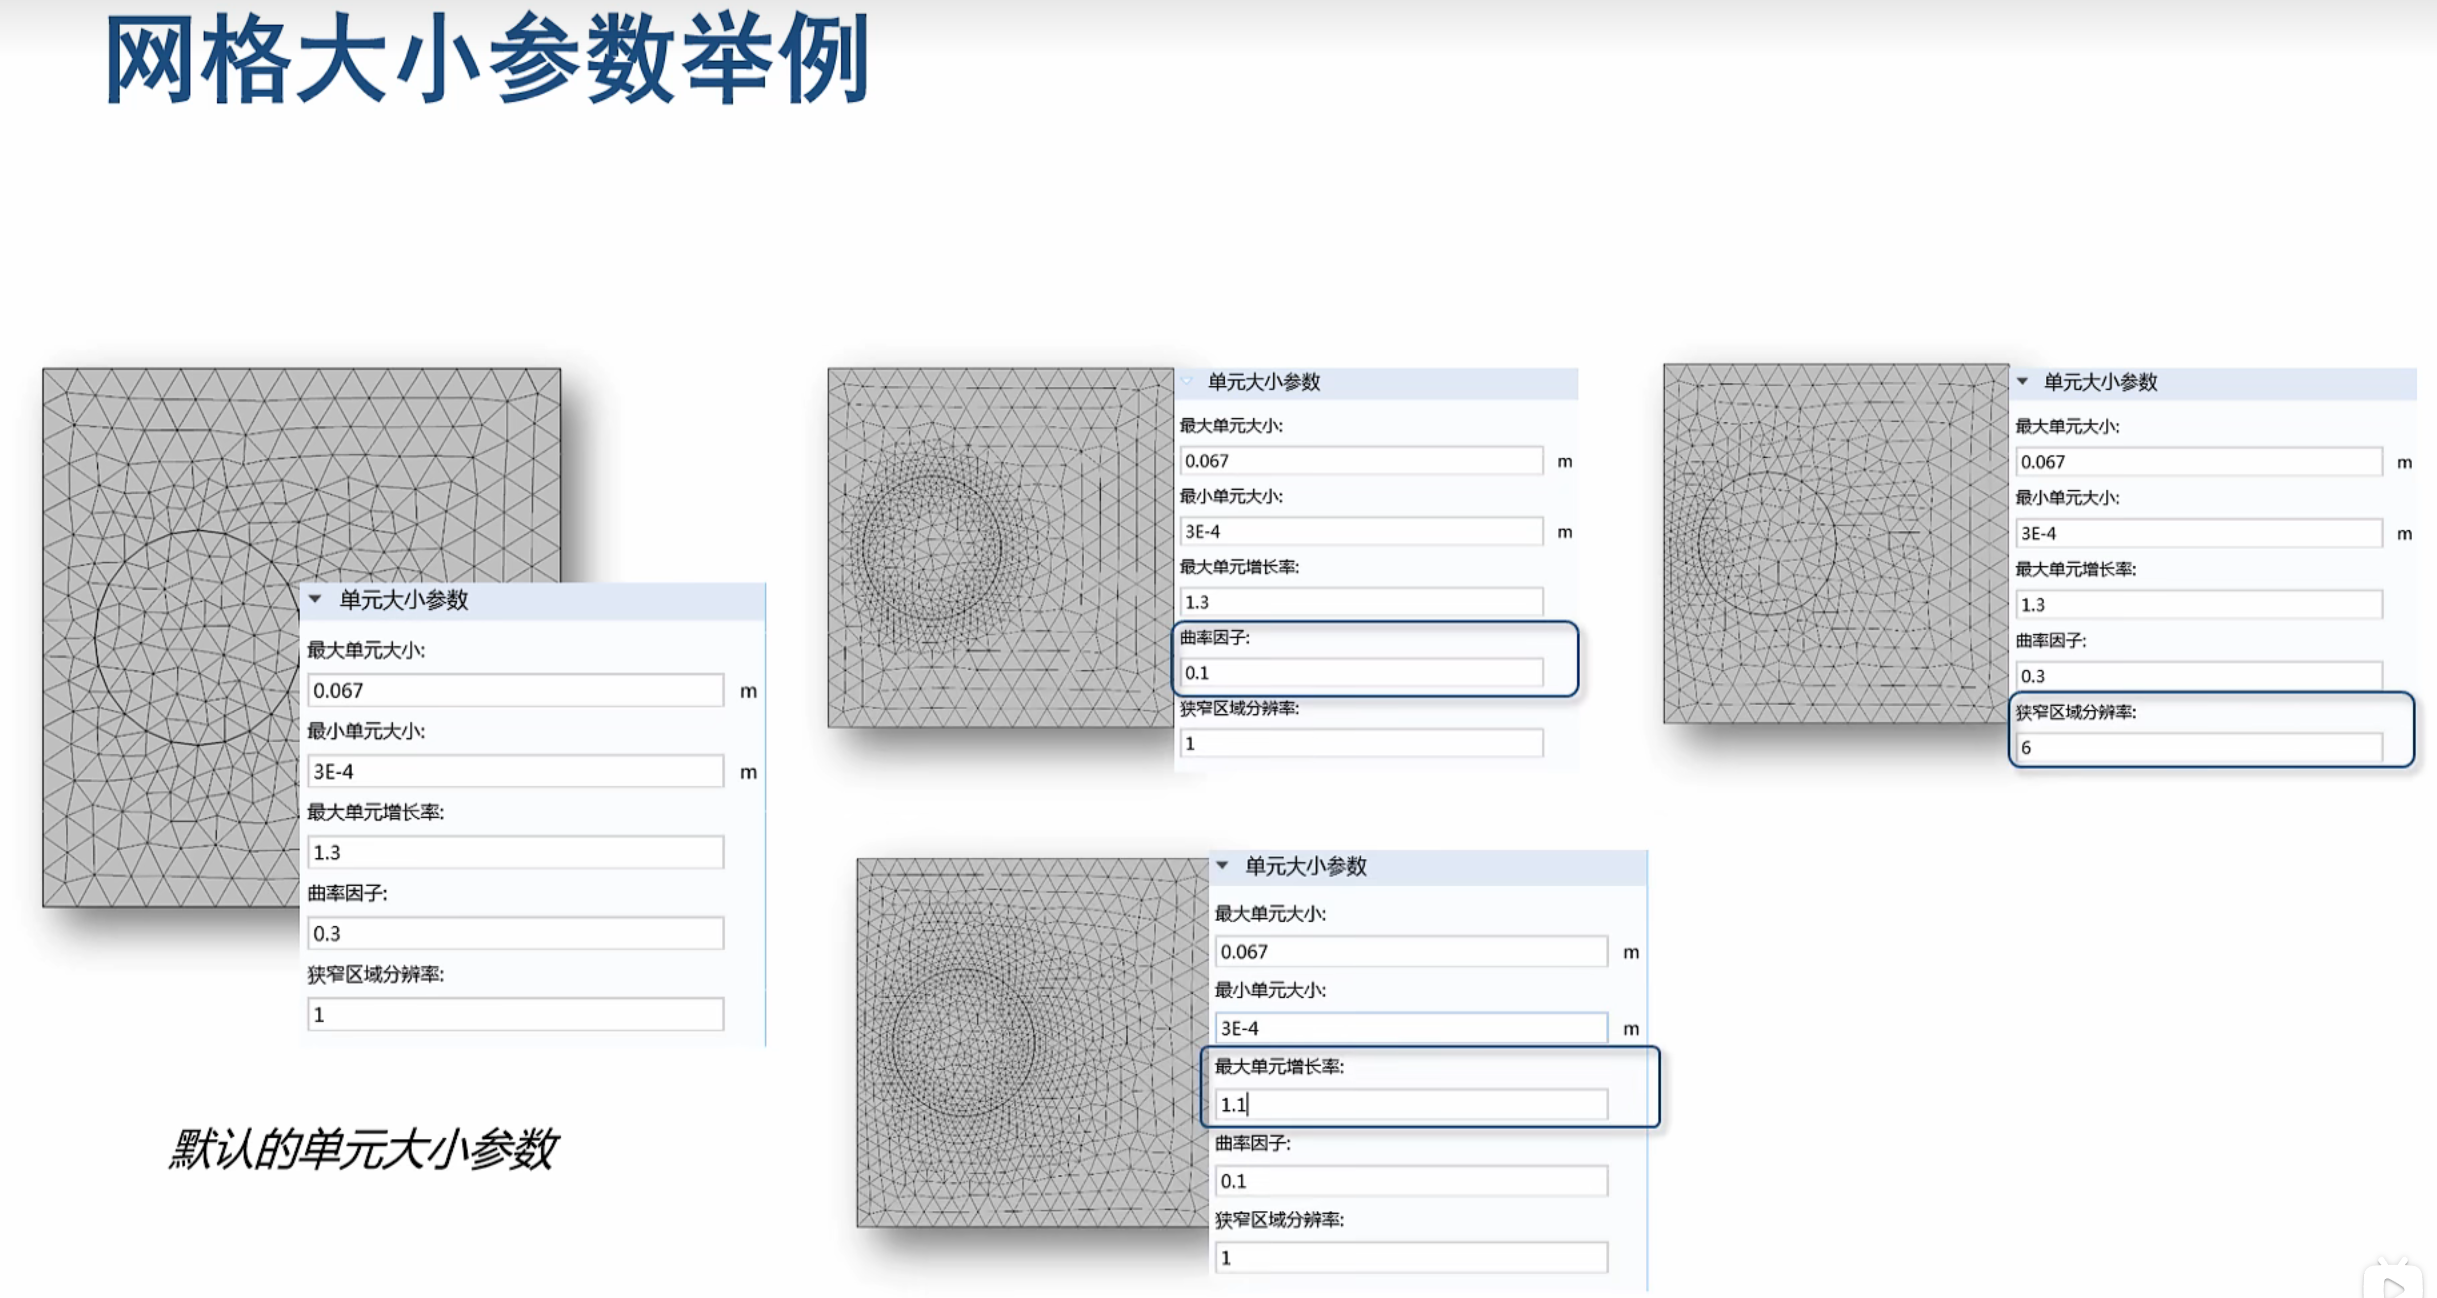 网格大小参数举例
单元大小参数
最大单元大小:
0.067 m
最小单元大小:
3E-4 m
最大单元增长率:
1.3
曲率因子:
0.3
狭窄区域分辨率:
1
默认的单元大小参数
单元大小参数
最大单元大小:
0.067 m
最小单元大小:
3E-4 m
最大单元增长率:
1.3
曲率因子:
0.1
狭窄区域分辨率:
1
单元大小参数
最大单元大小:
0.067 m
最小单元大小:
3E-4 m
最大单元增长率:
1.3
曲率因子:
0.3
狭窄区域分辨率:
6
单元大小参数
最大单元大小:
0.067 m
最小单元大小:
3E-4 m
最大单元增长率:
1.1
曲率因子:
0.1
狭窄区域分辨率:
1